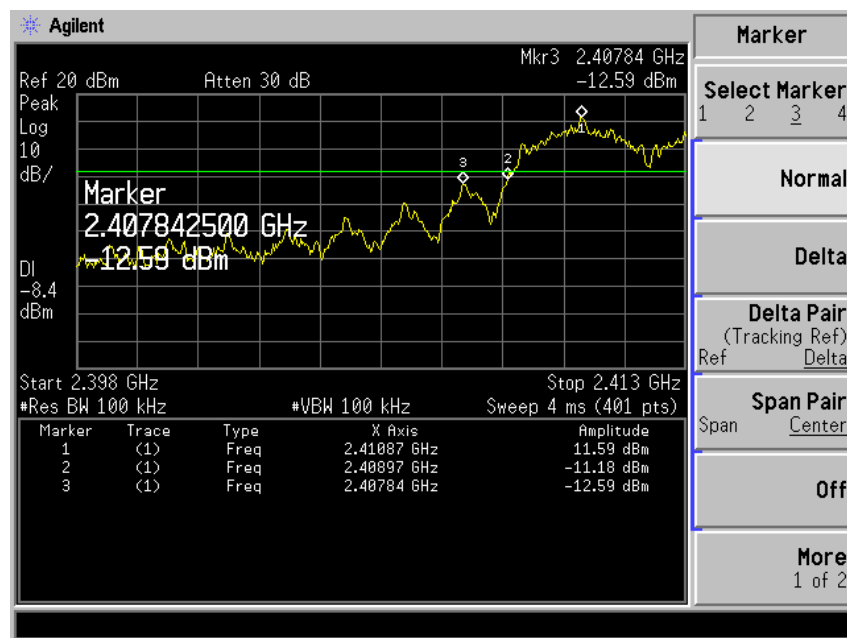 Agilent
Marker
Mkr3 2.40784 GHz
Ref 20 dBm Atten 30 dB -12.59 dBm
Peak
Log
10
dB/
1
2
3
Marker
2.407842500 GHz
-12.59 dBm
DI
-8.4
dBm
Start 2.398 GHz Stop 2.413 GHz
#Res BW 100 kHz #VBW 100 kHz Sweep 4 ms (401 pts)
Marker Trace Type X Axis Amplitude
1 (1) Freq 2.41087 GHz 11.59 dBm
2 (1) Freq 2.40897 GHz -11.18 dBm
3 (1) Freq 2.40784 GHz -12.59 dBm
Select Marker
1 2 3 4
Normal
Delta
Delta Pair
(Tracking Ref)
Ref Delta
Span Pair
Span Center
Off
More
1 of 2